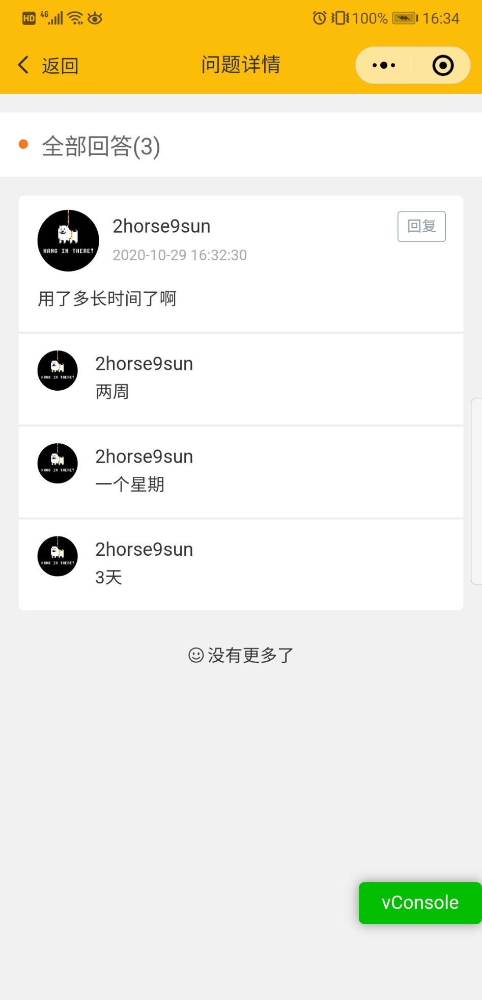 HD 4G 100% 16:34
返回 问题详情
全部回答(3)
2horse9sun 回复
2020-10-29 16:32:30
HANG IN THERE!
用了多长时间了啊
2horse9sun
HANG IN THERE!
两周
2horse9sun
HANG IN THERE!
一个星期
2horse9sun
HANG IN THERE!
3天
没有更多了
vConsole